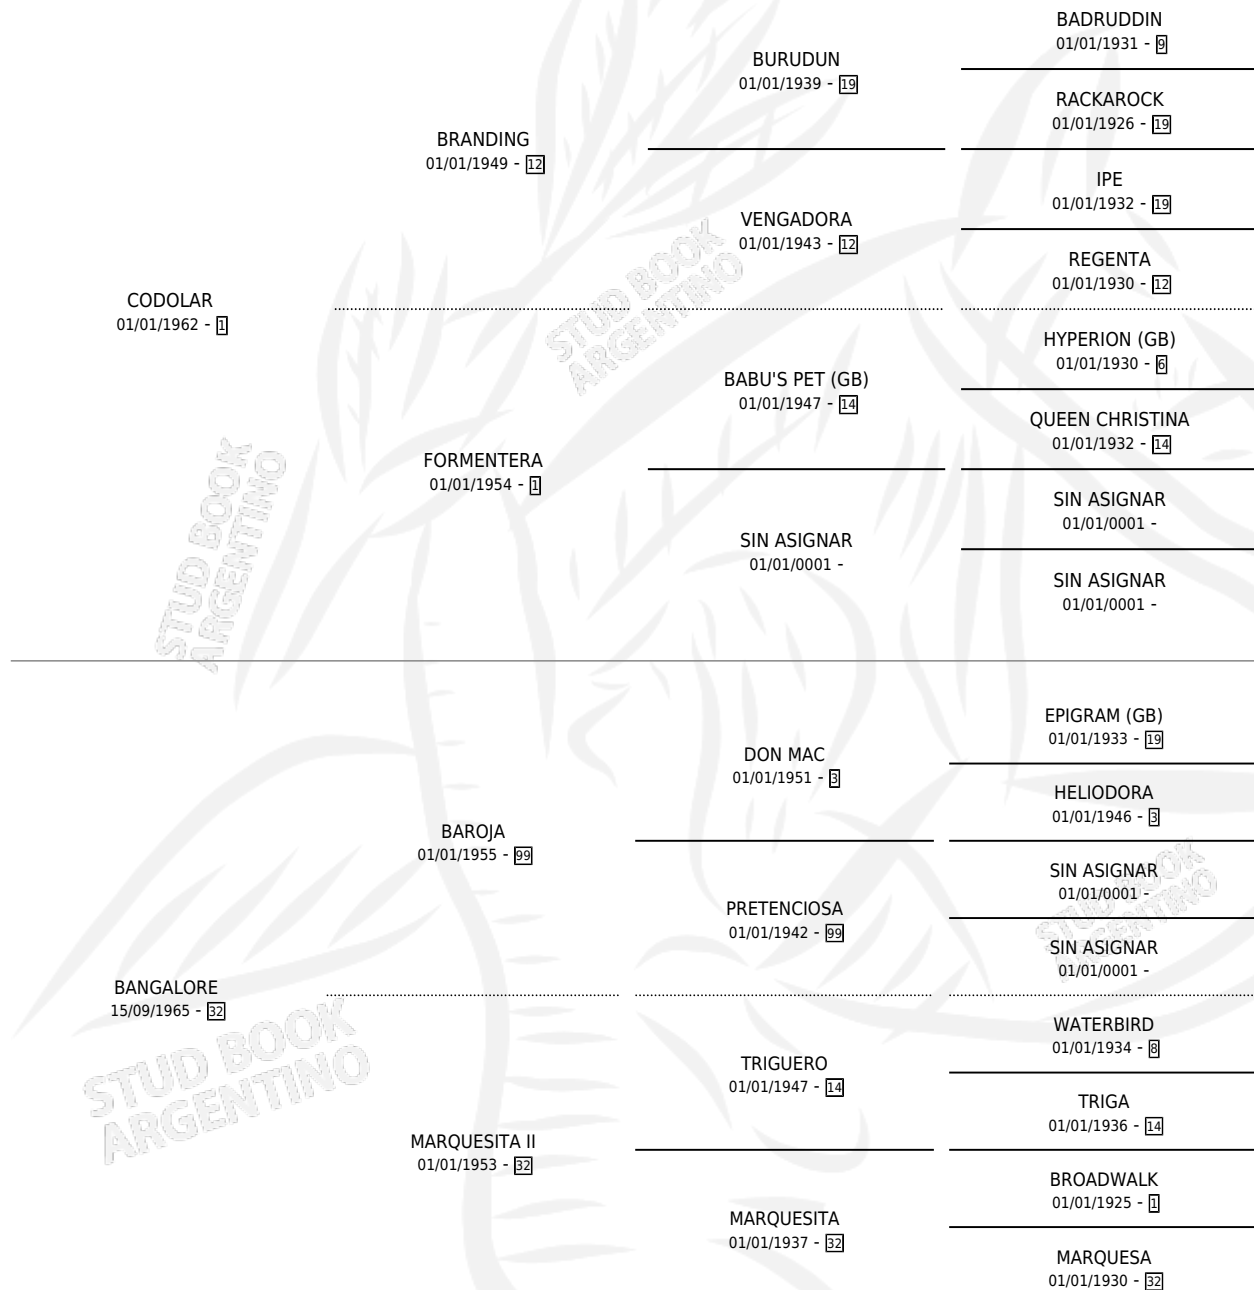 BADRUDDIN
01/01/1931 - 9
BURUDUN
01/01/1939 - 19
RACKAROCK
01/01/1926 - 19
BRANDING
01/01/1949 - 12
IPE
01/01/1932 - 19
VENGADORA
01/01/1943 - 12
REGENTA
01/01/1930 - 12
CODOLAR
01/01/1962 - 1
HYPERION (GB)
01/01/1930 - 6
BABU'S PET (GB)
01/01/1947 - 14
QUEEN CHRISTINA
01/01/1932 - 14
FORMENTERA
01/01/1954 - 1
SIN ASIGNAR
01/01/0001 -
SIN ASIGNAR
01/01/0001 -
SIN ASIGNAR
01/01/0001 -
EPIGRAM (GB)
01/01/1933 - 19
DON MAC
01/01/1951 - 3
HELIODORA
01/01/1946 - 3
BAROJA
01/01/1955 - 99
SIN ASIGNAR
01/01/0001 -
PRETENCIOSA
01/01/1942 - 99
SIN ASIGNAR
01/01/0001 -
BANGALORE
15/09/1965 - 32
WATERBIRD
01/01/1934 - 8
TRIGUERO
01/01/1947 - 14
TRIGA
01/01/1936 - 14
MARQUESITA II
01/01/1953 - 32
BROADWALK
01/01/1925 - 1
MARQUESITA
01/01/1937 - 32
MARQUESA
01/01/1930 - 32
STUD BOOK
ARGENTINO
STUD BOOK
ARGENTINO
STUD BOOK
ARGENTINO
STUD BOOK
ARGENTINO